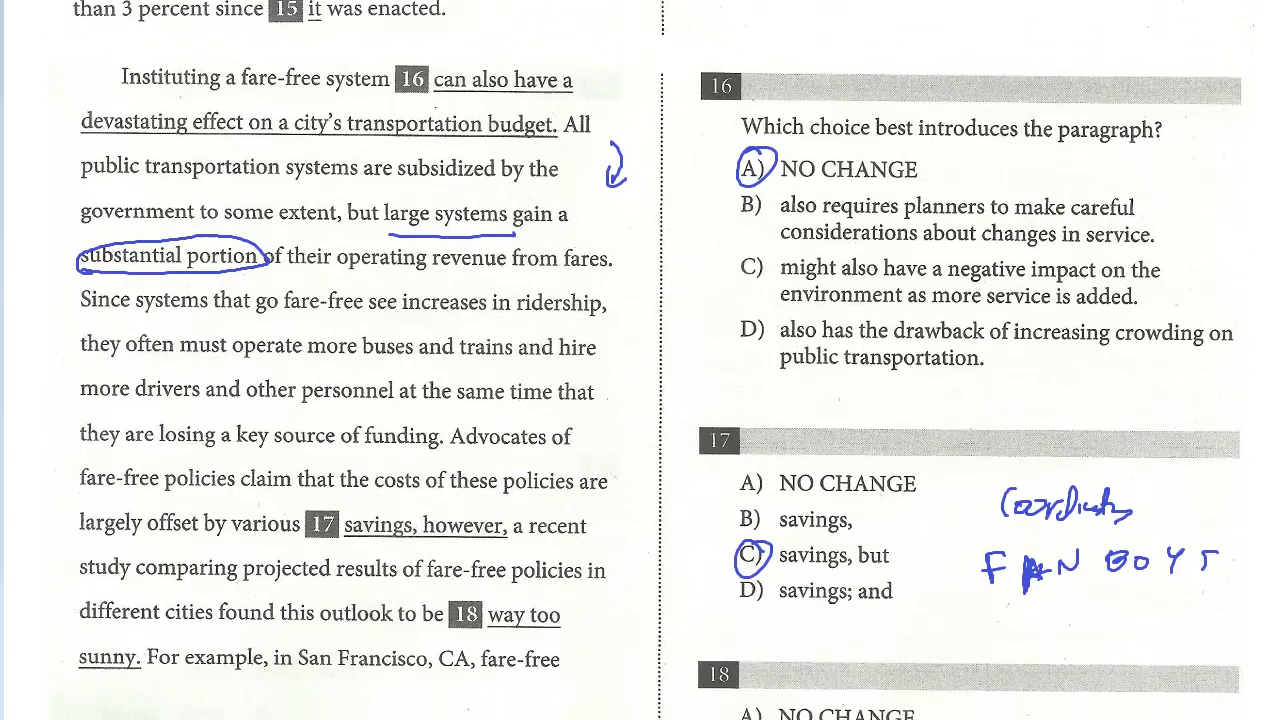 than 3 percent since 15 it was enacted.
Instituting a fare-free system 16 can also have a
devastating effect on a city's transportation budget. All
public transportation systems are subsidized by the
government to some extent, but large systems gain a
substantial portion of their operating revenue from fares.
Since systems that go fare-free see increases in ridership,
they often must operate more buses and trains and hire
more drivers and other personnel at the same time that
they are losing a key source of funding. Advocates of
fare-free policies claim that the costs of these policies are
largely offset by various 17 savings, however, a recent
study comparing projected results of fare-free policies in
different cities found this outlook to be 18 way too
sunny. For example, in San Francisco, CA, fare-free
16
Which choice best introduces the paragraph?
A) NO CHANGE
B) also requires planners to make careful
considerations about changes in service.
C) might also have a negative impact on the
environment as more service is added.
D) also has the drawback of increasing crowding on
public transportation.
17
A) NO CHANGE
B) savings,
C) savings, but
D) savings; and
FANBOYS
18
A) NO CHANGE